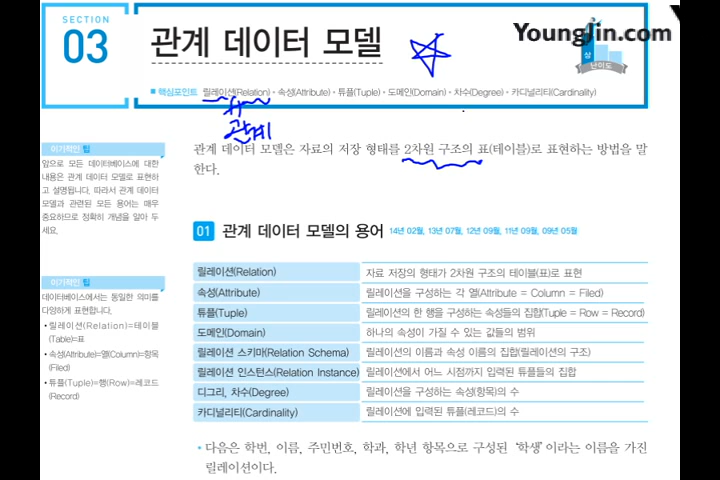 SECTION
03
관계 데이터 모델
YoungJin.com
상
난이도
■ 핵심포인트 릴레이션(Relation) • 속성(Attribute) • 튜플(Tuple) • 도메인(Domain) • 차수(Degree) • 카디널리티(Cardinality)
관계
이기적인 팁
앞으로 모든 데이터베이스에 대한
내용은 관계 데이터 모델로 표현하
고 설명됩니다. 따라서 관계 데이터
모델과 관련된 모든 용어는 매우
중요하므로 정확히 개념을 알아 두
세요.
관계 데이터 모델은 자료의 저장 형태를 2차원 구조의 표(테이블)로 표현하는 방법을 말
한다.
01 관계 데이터 모델의 용어 14년 02월, 13년 07월, 12년 09월, 11년 09월, 09년 05월
이기적인 팁
데이터베이스에서는 동일한 의미를
다양하게 표현합니다.
• 릴레이션(Relation)=테이블
(Table)=표
• 속성(Attribute)=열(Column)=항목
(Filed)
• 튜플(Tuple)=행(Row)=레코드
(Record)
릴레이션(Relation) 자료 저장의 형태가 2차원 구조의 테이블(표)로 표현
속성(Attribute) 릴레이션을 구성하는 각 열(Attribute = Column = Filed)
튜플(Tuple) 릴레이션의 한 행을 구성하는 속성들의 집합(Tuple = Row = Record)
도메인(Domain) 하나의 속성이 가질 수 있는 값들의 범위
릴레이션 스키마(Relation Schema) 릴레이션의 이름과 속성 이름의 집합(릴레이션의 구조)
릴레이션 인스턴스(Relation Instance) 릴레이션에서 어느 시점까지 입력된 튜플들의 집합
디그리, 차수(Degree) 릴레이션을 구성하는 속성(항목)의 수
카디널리티(Cardinality) 릴레이션에 입력된 튜플(레코드)의 수
• 다음은 학번, 이름, 주민번호, 학과, 학년 항목으로 구성된 '학생'이라는 이름을 가진
릴레이션이다.